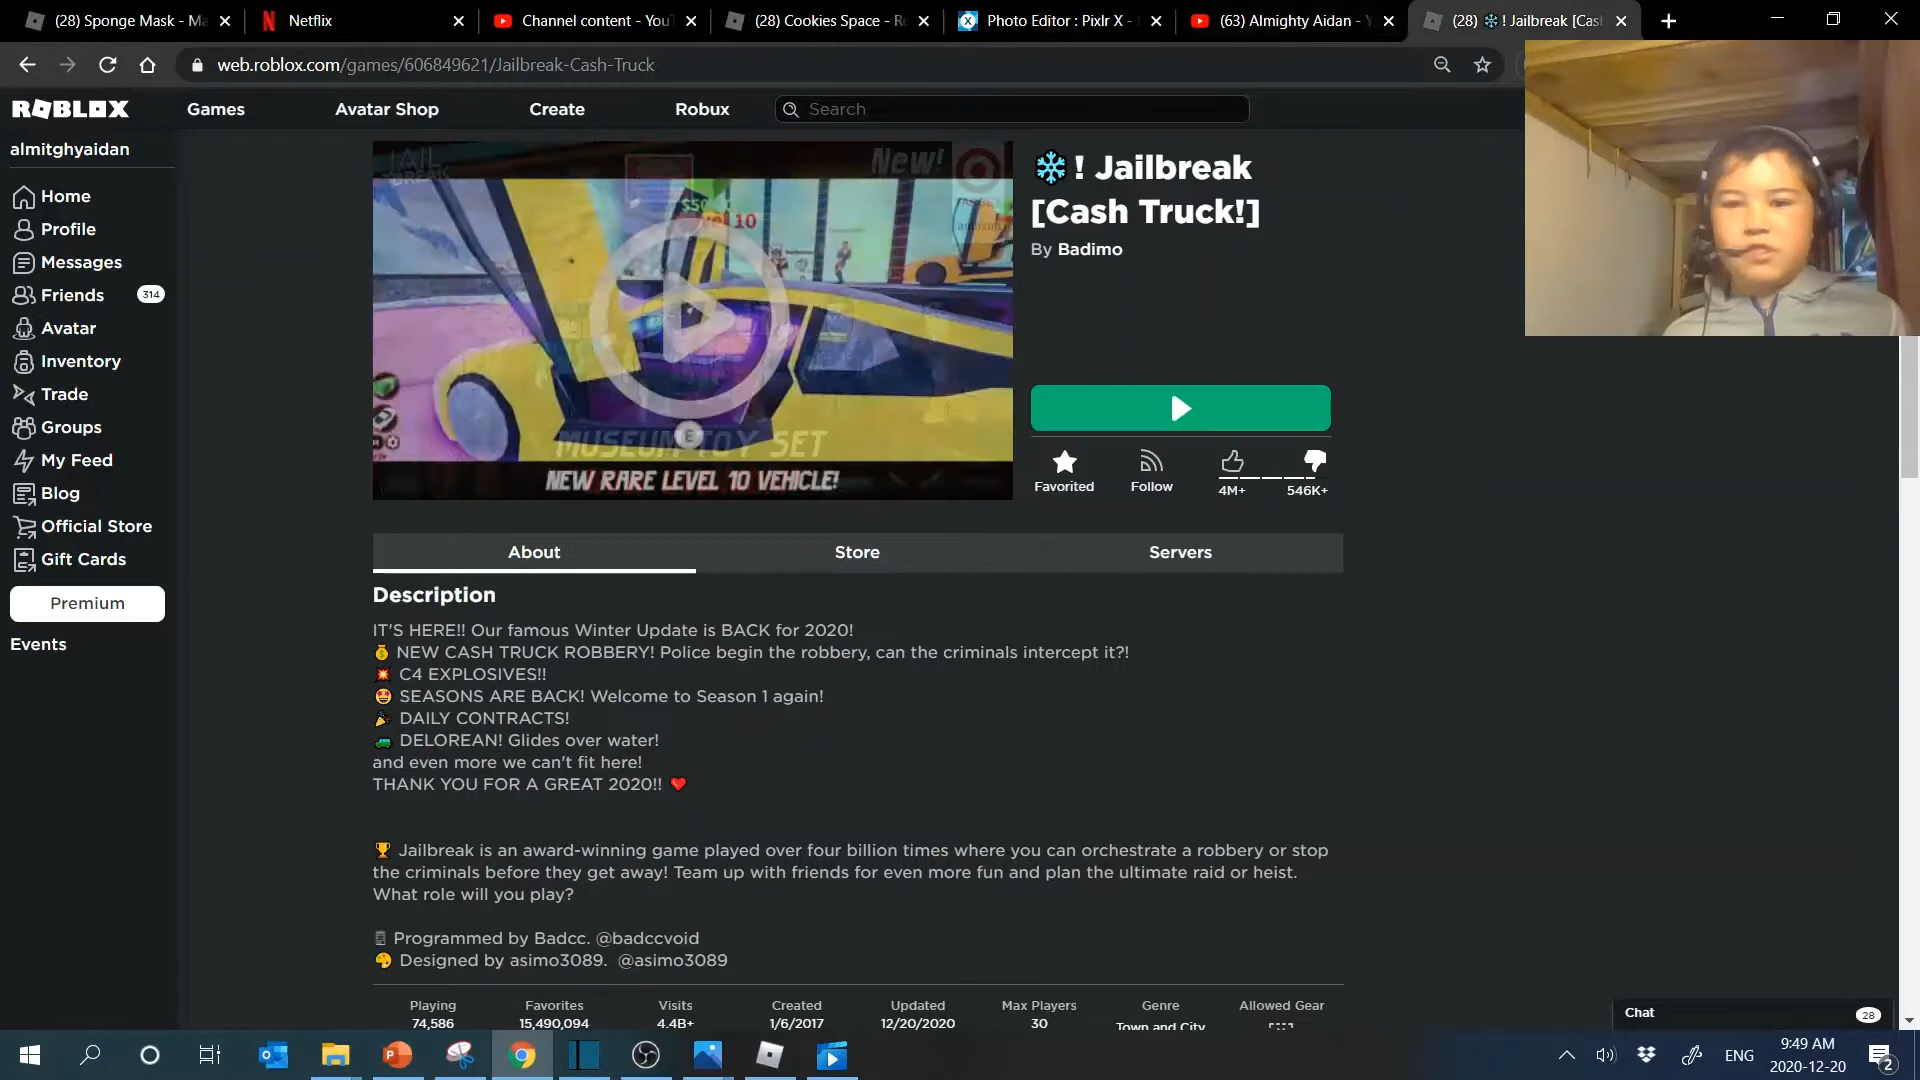 (28) Sponge Mask - Ma
Netflix
Channel content - YouT
(28) Cookies Space - Ro
Photo Editor : Pixlr X - f
(63) Almighty Aidan - Y
(28) ❄! Jailbreak [Cash
web.roblox.com/games/606849621/Jailbreak-Cash-Truck
ROBLOX
Games
Avatar Shop
Create
Robux
Search
almitghyaidan
Home
Profile
Messages
Friends 314
Avatar
Inventory
Trade
Groups
My Feed
Blog
Official Store
Gift Cards
Premium
Events
JAIL
BREAK
New!
10
MUSEUM TOY SET
NEW RARE LEVEL 10 VEHICLE!
❄! Jailbreak
[Cash Truck!]
By Badimo
Favorited
Follow
4M+
546K+
About
Store
Servers
Description
IT'S HERE!! Our famous Winter Update is BACK for 2020!
💰 NEW CASH TRUCK ROBBERY! Police begin the robbery, can the criminals intercept it?!
💥 C4 EXPLOSIVES!!
🤩 SEASONS ARE BACK! Welcome to Season 1 again!
🎉 DAILY CONTRACTS!
🚙 DELOREAN! Glides over water!
and even more we can't fit here!
THANK YOU FOR A GREAT 2020!! ❤
🏆 Jailbreak is an award-winning game played over four billion times where you can orchestrate a robbery or stop
the criminals before they get away! Team up with friends for even more fun and plan the ultimate raid or heist.
What role will you play?
Programmed by Badcc. @badccvoid
🎨 Designed by asimo3089. @asimo3089
Playing
74,586
Favorites
15,490,094
Visits
4.4B+
Created
1/6/2017
Updated
12/20/2020
Max Players
30
Genre
Town and City
Allowed Gear
Chat 28
ENG
9:49 AM
2020-12-20
2